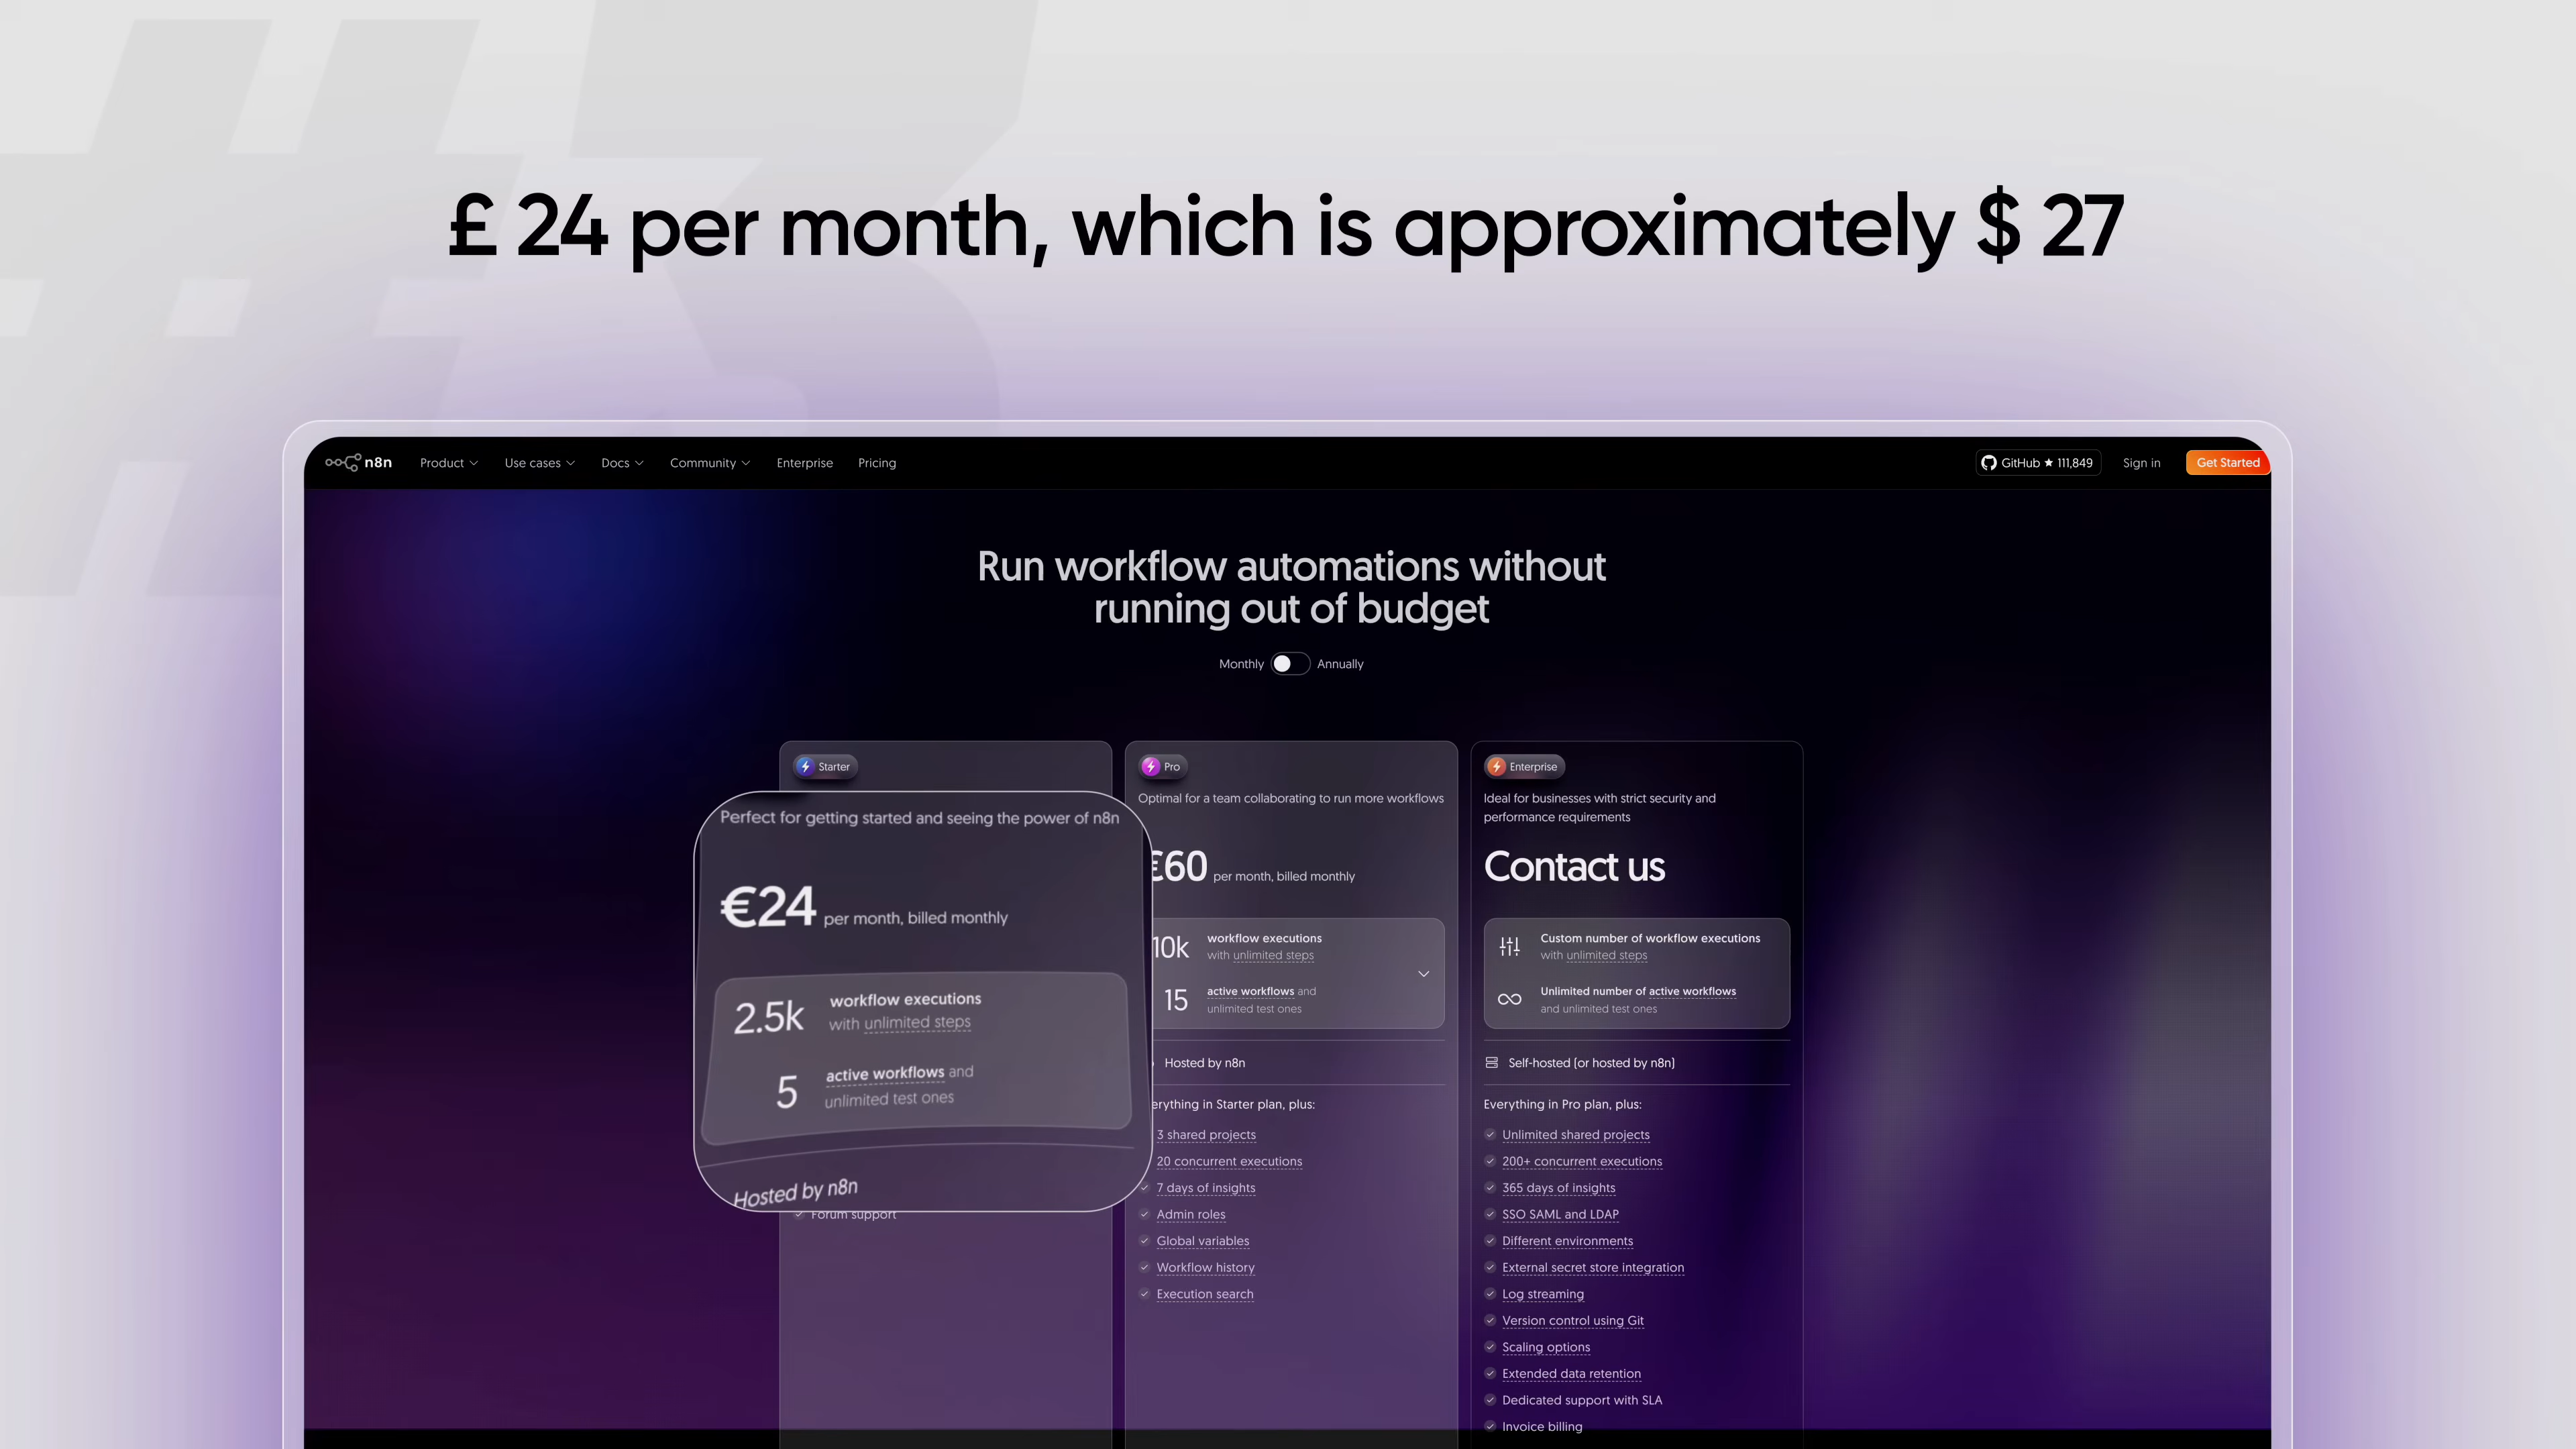 #3
£ 24 per month, which is approximately $ 27
n8n Product Use cases Docs Community Enterprise Pricing GitHub ★ 111,849 Sign in Get Started
Run workflow automations without
running out of budget
Monthly Annually
Starter
Perfect for getting started and seeing the power of n8n
€24 per month, billed monthly
2.5k workflow executions
with unlimited steps
5 active workflows and
unlimited test ones
Hosted by n8n
Forum support
Pro
Optimal for a team collaborating to run more workflows
€60 per month, billed monthly
10k workflow executions
with unlimited steps
15 active workflows and
unlimited test ones
Hosted by n8n
erything in Starter plan, plus:
3 shared projects
20 concurrent executions
7 days of insights
Admin roles
Global variables
Workflow history
Execution search
Enterprise
Ideal for businesses with strict security and
performance requirements
Contact us
Custom number of workflow executions
with unlimited steps
Unlimited number of active workflows
and unlimited test ones
Self-hosted (or hosted by n8n)
Everything in Pro plan, plus:
Unlimited shared projects
200+ concurrent executions
365 days of insights
SSO SAML and LDAP
Different environments
External secret store integration
Log streaming
Version control using Git
Scaling options
Extended data retention
Dedicated support with SLA
Invoice billing